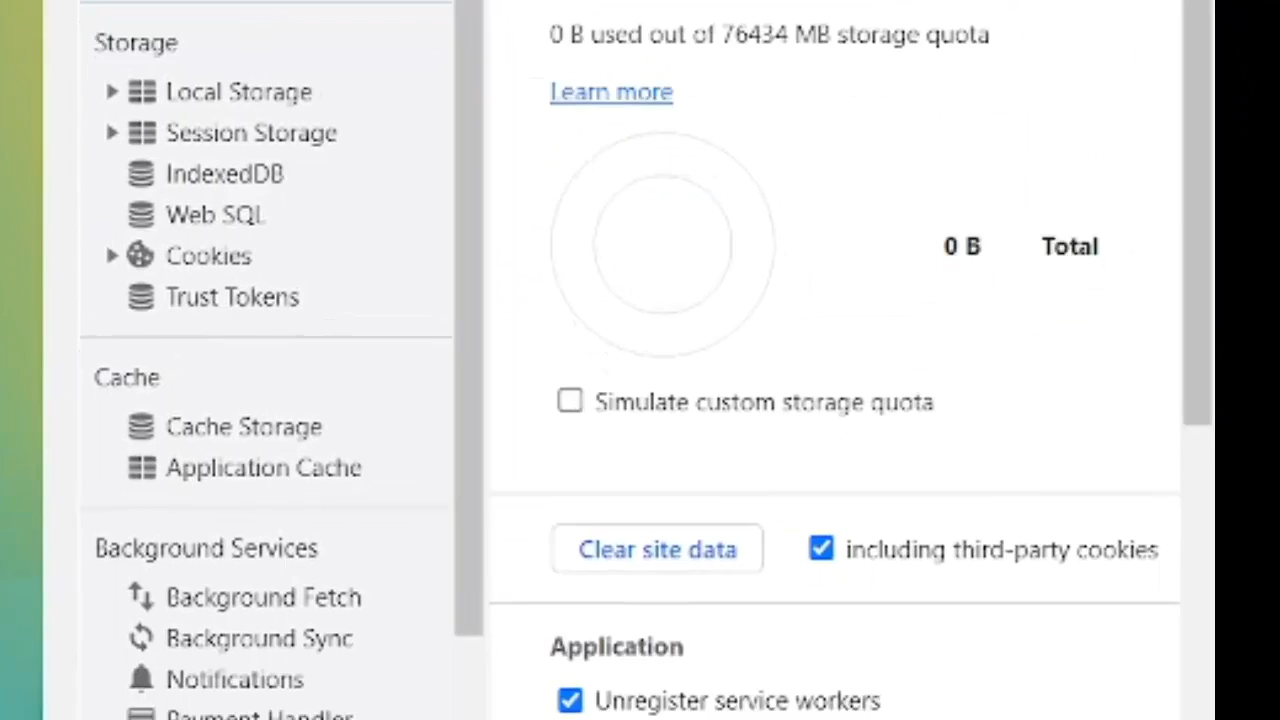 Storage
Local Storage
Session Storage
IndexedDB
Web SQL
Cookies
Trust Tokens
Cache
Cache Storage
Application Cache
Background Services
Background Fetch
Background Sync
Notifications
Payment Handler
0 B used out of 76434 MB storage quota
Learn more
0 B Total
Simulate custom storage quota
Clear site data including third-party cookies
Application
Unregister service workers